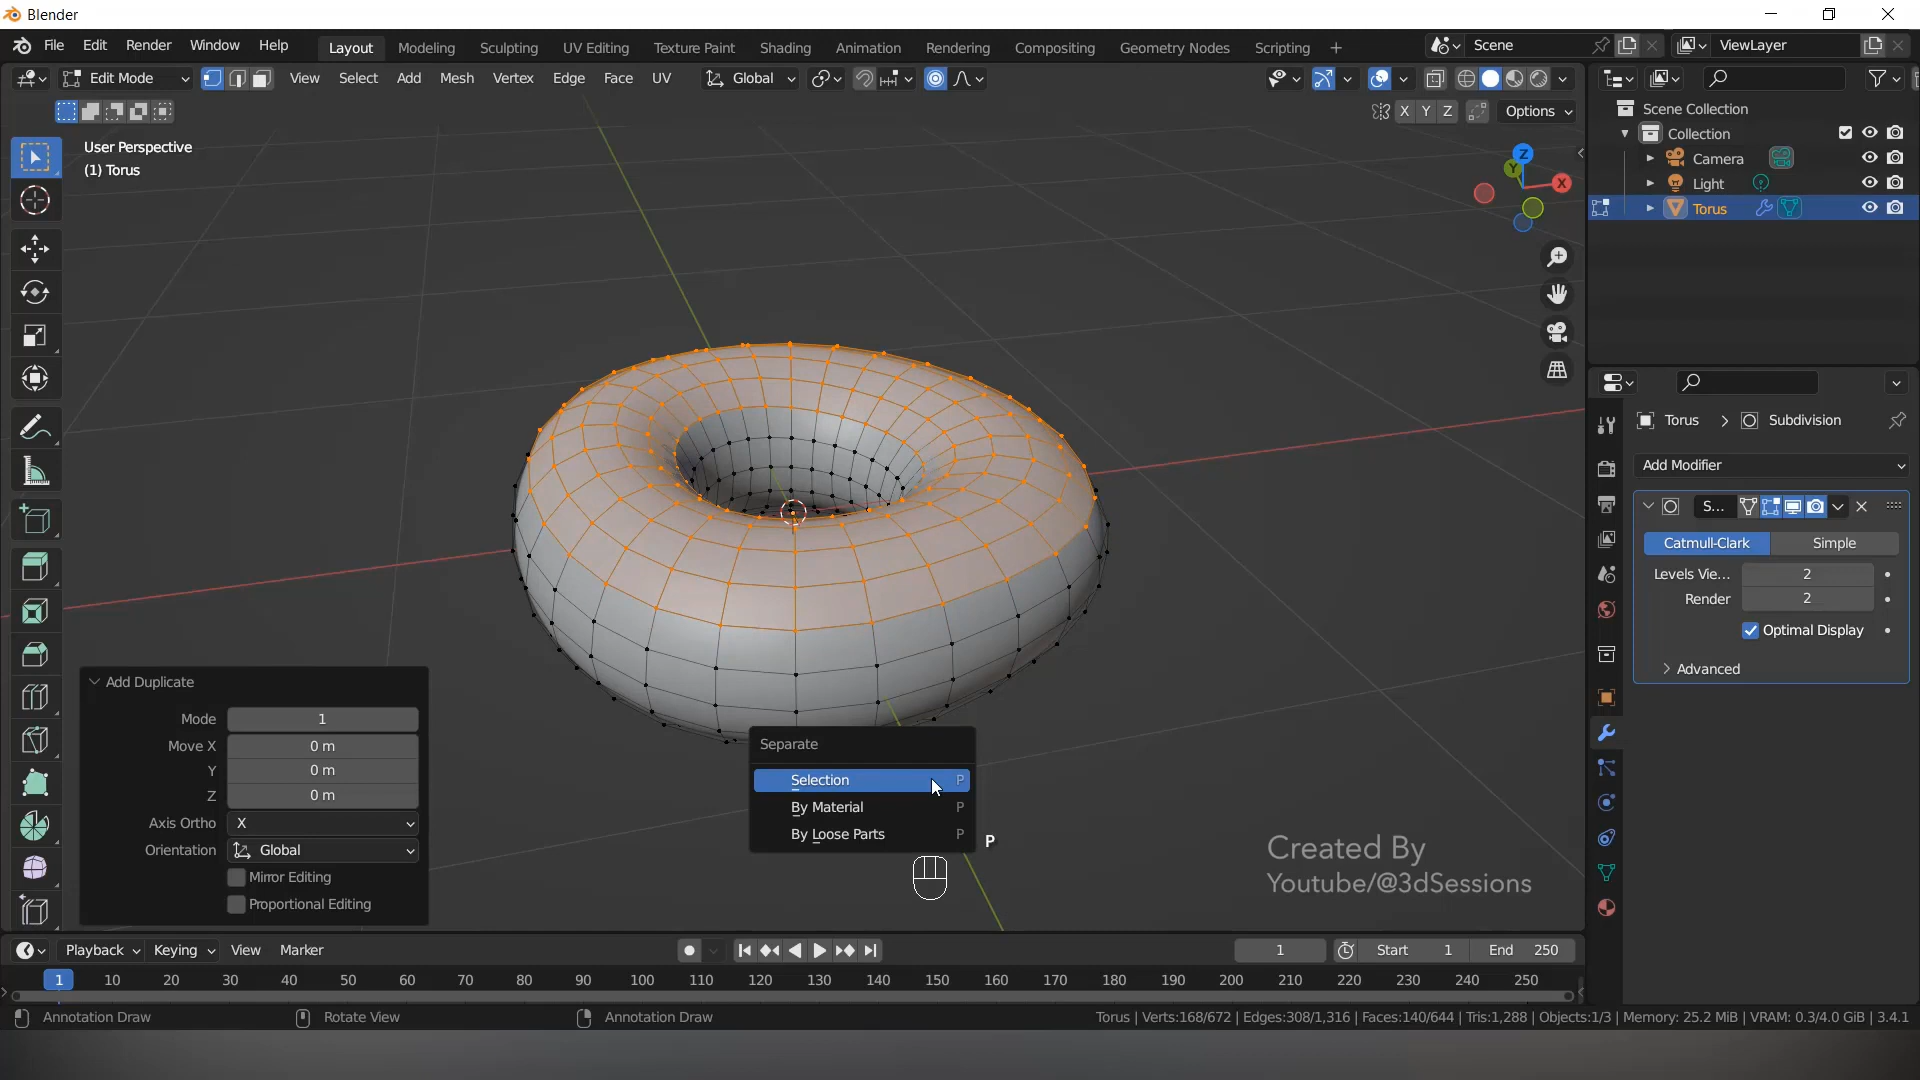 Blender
File Edit Render Window Help
Layout Modeling Sculpting UV Editing Texture Paint Shading Animation Rendering Compositing Geometry Nodes Scripting +
Scene
ViewLayer
Edit Mode
View Select Add Mesh Vertex Edge Face UV
Global
X Y Z
Options
User Perspective
(1) Torus
Z
Y
X
Scene Collection
Collection
Camera
Light
Torus
Torus > Subdivision
Add Modifier
S...
Catmull-Clark Simple
Levels Vie... 2
Render 2
Optimal Display
Advanced
Add Duplicate
Mode 1
Move X 0 m
Y 0 m
Z 0 m
Axis Ortho X
Orientation Global
Mirror Editing
Proportional Editing
Separate
Selection P
By Material P
By Loose Parts P
P
Created By
Youtube/@3dSessions
Playback Keying View Marker
1
Start 1
End 250
1 10 20 30 40 50 60 70 80 90 100 110 120 130 140 150 160 170 180 190 200 210 220 230 240 250
Annotation Draw
Rotate View
Annotation Draw
Torus | Verts:168/672 | Edges:308/1,316 | Faces:140/644 | Tris:1,288 | Objects:1/3 | Memory: 25.2 MiB | VRAM: 0.3/4.0 GiB | 3.4.1